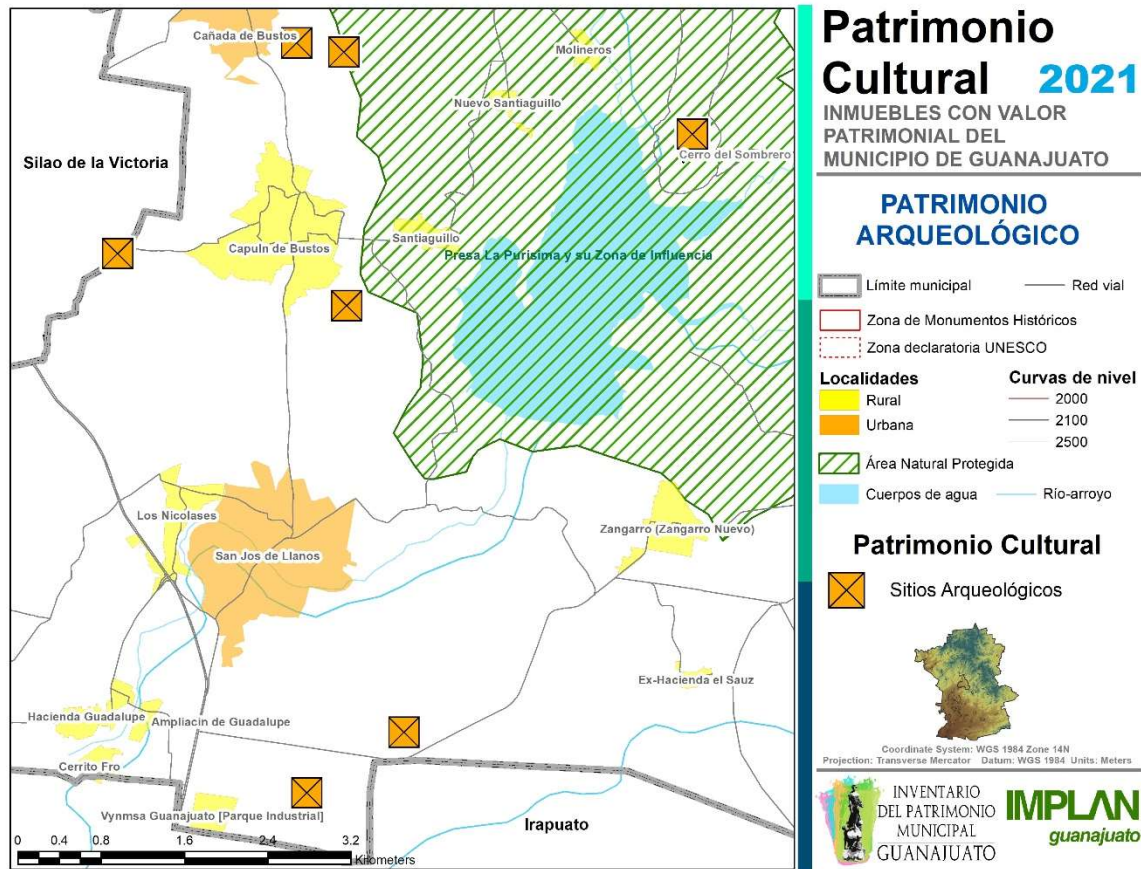 Cañada de Bustos
Molineros
Nuevo Santiaguillo
Cerro del Sombrero
Silao de la Victoria
Capuln de Bustos
Santiaguillo
Presa La Purísima y su Zona de Influencia
Los Nicolases
San Jos de Llanos
Zangarro (Zangarro Nuevo)
Ex-Hacienda el Sauz
Hacienda Guadalupe
Ampliacin de Guadalupe
Cerrito Fro
Vynmsa Guanajuato [Parque Industrial]
Irapuato
0 0.4 0.8 1.6 2.4 3.2
Kilometers
Patrimonio
Cultural 2021
INMUEBLES CON VALOR
PATRIMONIAL DEL
MUNICIPIO DE GUANAJUATO
PATRIMONIO
ARQUEOLÓGICO
Límite municipal
Red vial
Zona de Monumentos Históricos
Zona declaratoria UNESCO
Localidades
Rural
Urbana
Curvas de nivel
2000
2100
2500
Área Natural Protegida
Cuerpos de agua
Río-arroyo
Patrimonio Cultural
Sitios Arqueológicos
Coordinate System: WGS 1984 Zone 14N
Projection: Transverse Mercator Datum: WGS 1984 Units: Meters
INVENTARIO
DEL PATRIMONIO
MUNICIPAL
GUANAJUATO
IMPLAN
guanajuato